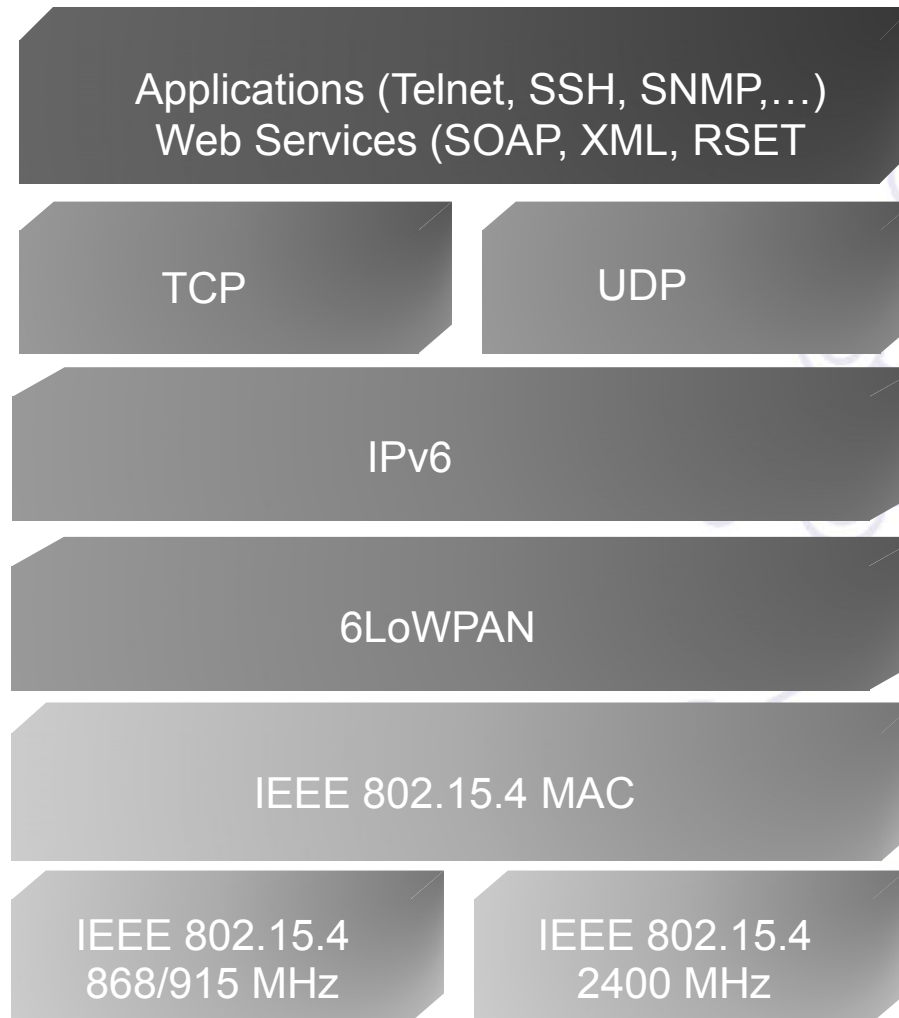 Applications (Telnet, SSH, SNMP,…)
Web Services (SOAP, XML, RSET
TCP
UDP
IPv6
6LoWPAN
IEEE 802.15.4 MAC
IEEE 802.15.4
868/915 MHz
IEEE 802.15.4
2400 MHz